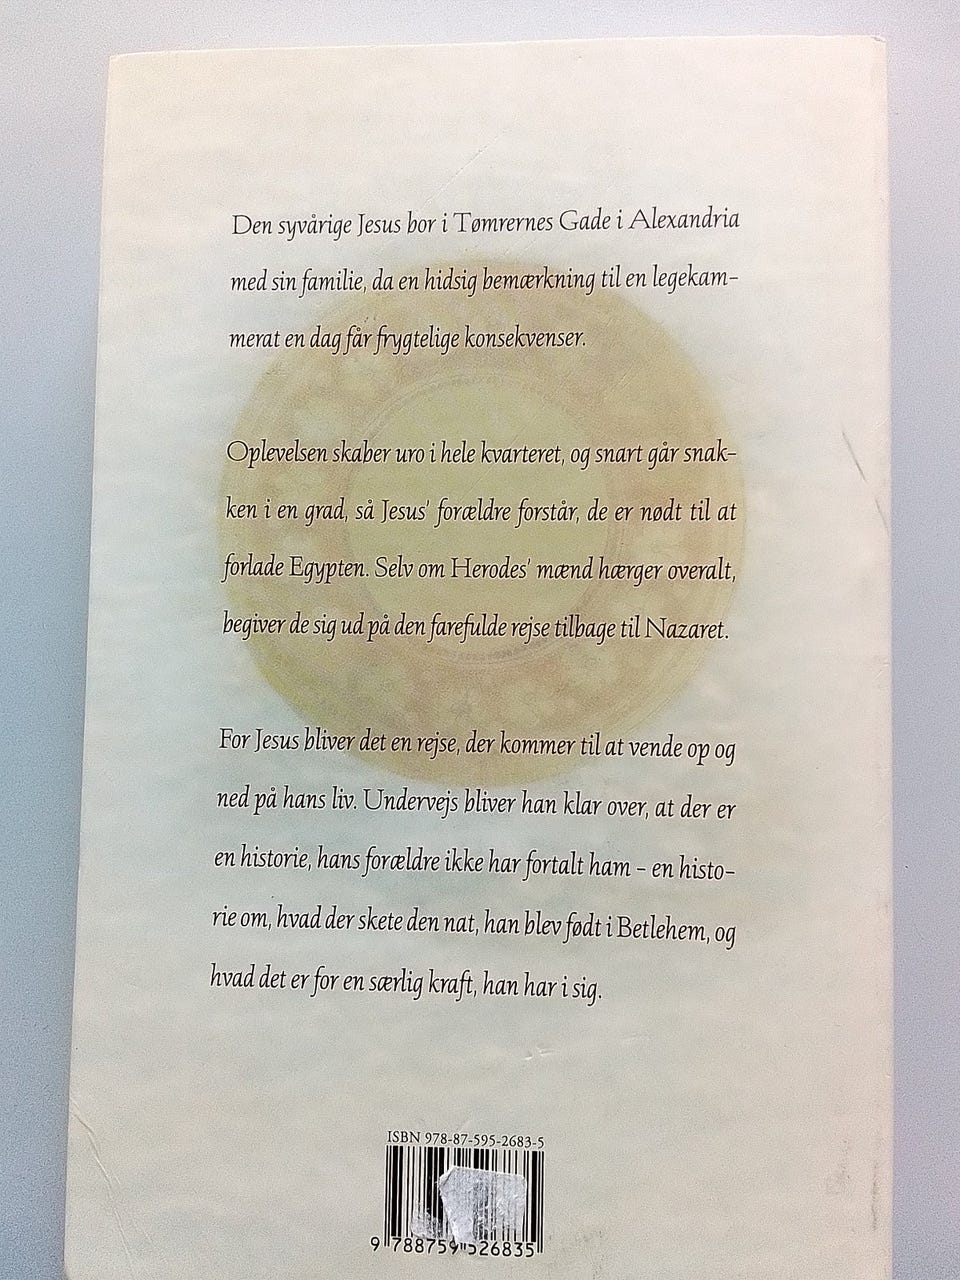 Den syvårige Jesus bor i Tømrernes Gade i Alexandria
med sin familie, da en hidsig bemærkning til en legekam-
merat en dag får frygtelige konsekvenser.
Oplevelsen skaber uro i hele kvarteret, og snart går snak-
ken i en grad, så Jesus' forældre forstår, de er nødt til at
forlade Egypten. Selv om Herodes' mænd hærger overalt,
begiver de sig ud på den farefulde rejse tilbage til Nazaret.
For Jesus bliver det en rejse, der kommer til at vende op og
ned på hans liv. Undervejs bliver han klar over, at der er
en historie, hans forældre ikke har fortalt ham – en histo-
rie om, hvad der skete den nat, han blev født i Betlehem, og
hvad det er for en særlig kraft, han har i sig.
ISBN 978-87-595-2683-5
9 788759 526835